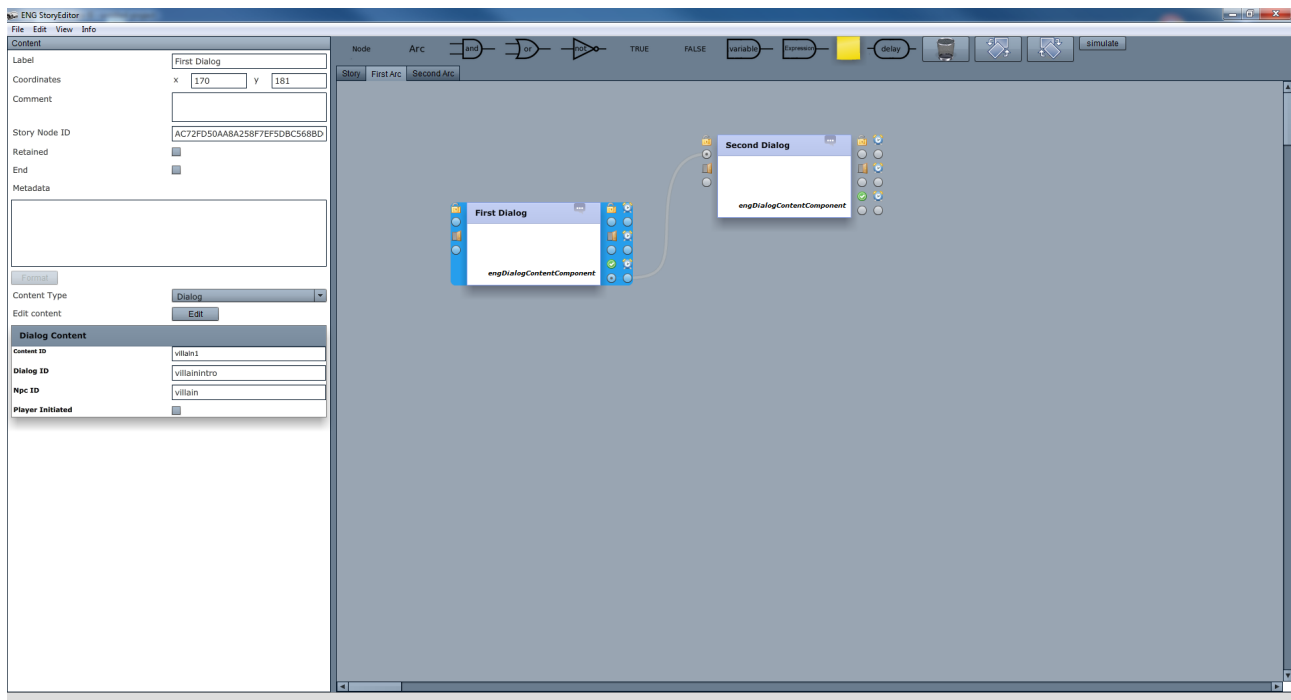 ENG StoryEditor
File Edit View Info
Content
Label
First Dialog
Coordinates
x 170 y 181
Comment
Story Node ID
AC72FD50AA8A258F7EF5DBC568BD
Retained
End
Metadata
Format
Content Type
Dialog
Edit content
Edit
Dialog Content
Content ID
villain1
Dialog ID
villainintro
Npc ID
villain
Player Initiated
Node Arc and or not TRUE FALSE variable Expression delay simulate
Story First Arc Second Arc
Second Dialog
engDialogContentComponent
First Dialog
engDialogContentComponent